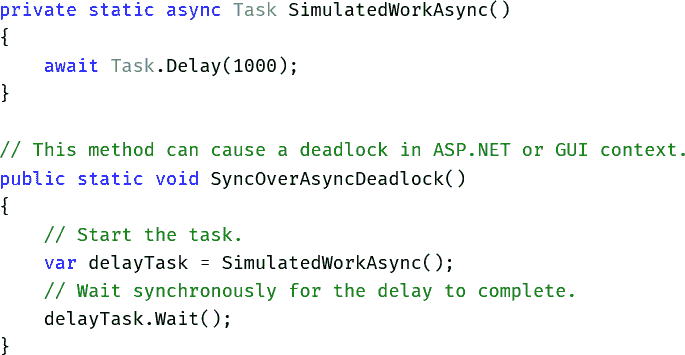 private static async Task SimulatedWorkAsync()
{
    await Task.Delay(1000);
}

// This method can cause a deadlock in ASP.NET or GUI context.
public static void SyncOverAsyncDeadlock()
{
    // Start the task.
    var delayTask = SimulatedWorkAsync();
    // Wait synchronously for the delay to complete.
    delayTask.Wait();
}